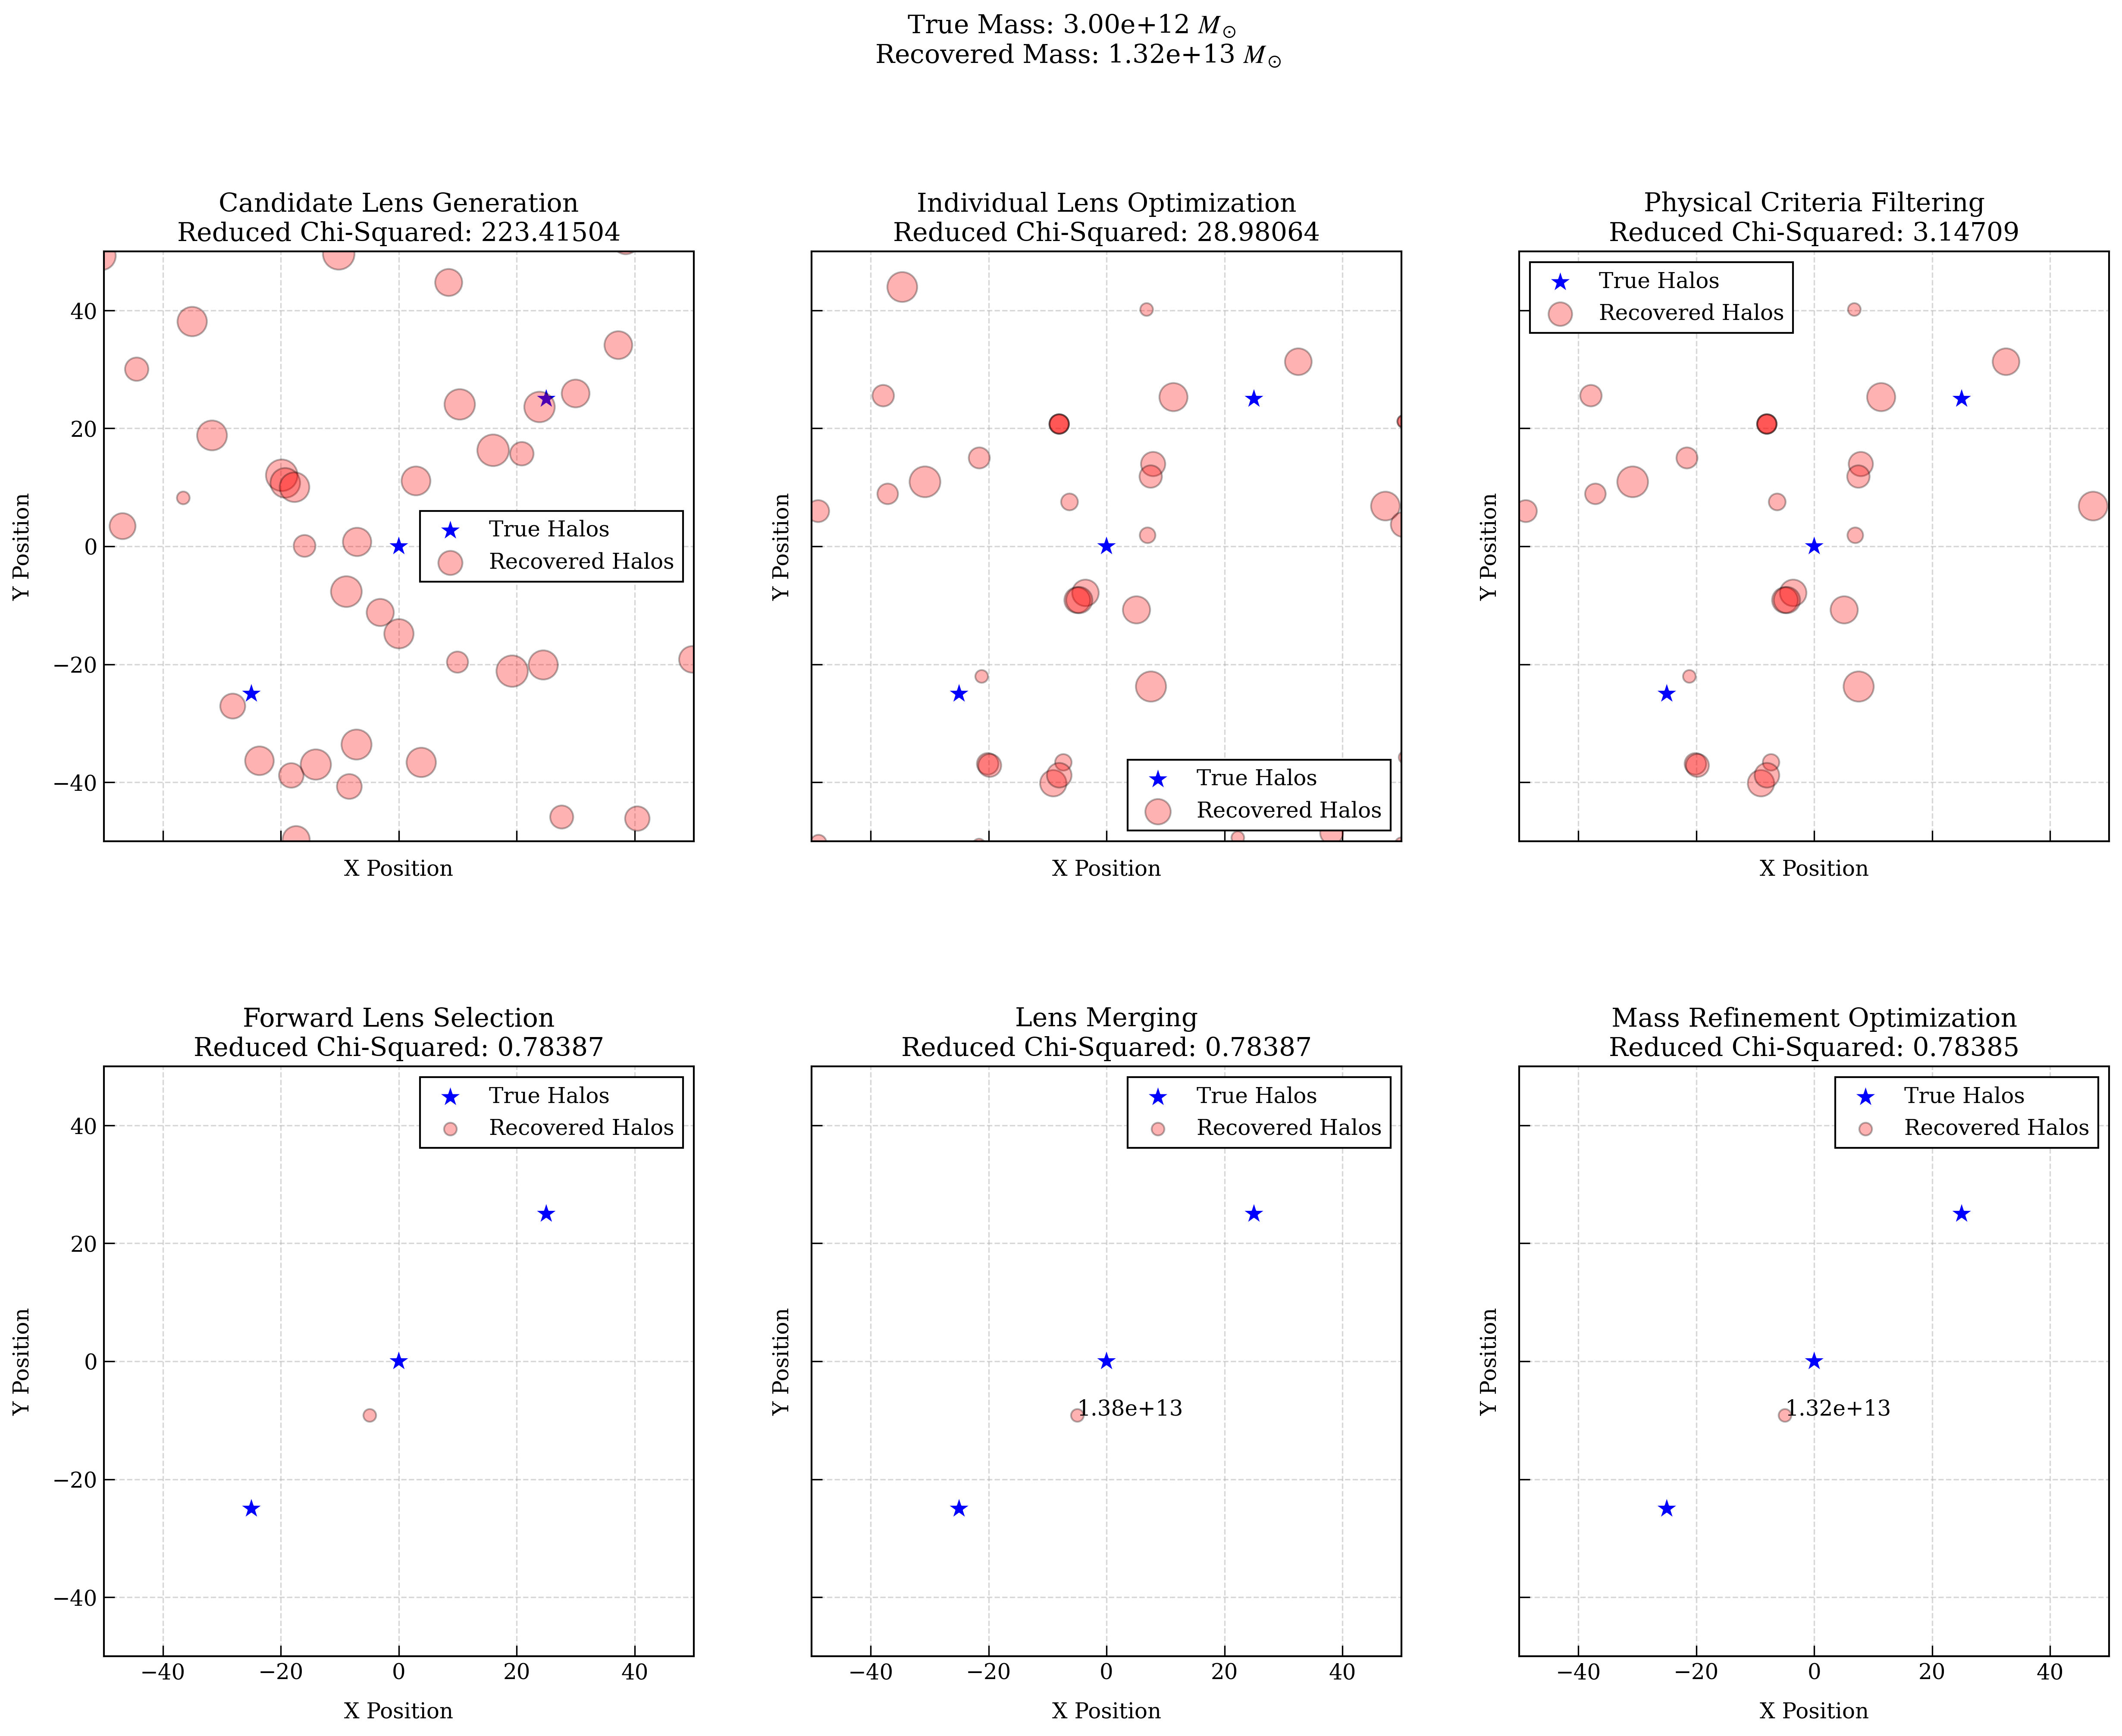 True Mass: 3.00e+12 M⊙
Recovered Mass: 1.32e+13 M⊙
Candidate Lens Generation
Reduced Chi-Squared: 223.41504
Y Position
40
20
0
−20
−40
True Halos
Recovered Halos
X Position
Individual Lens Optimization
Reduced Chi-Squared: 28.98064
Y Position
True Halos
Recovered Halos
X Position
Physical Criteria Filtering
Reduced Chi-Squared: 3.14709
Y Position
True Halos
Recovered Halos
X Position
Forward Lens Selection
Reduced Chi-Squared: 0.78387
Y Position
40
20
0
−20
−40
True Halos
Recovered Halos
−40 −20 0 20 40
X Position
Lens Merging
Reduced Chi-Squared: 0.78387
Y Position
True Halos
Recovered Halos
1.38e+13
−40 −20 0 20 40
X Position
Mass Refinement Optimization
Reduced Chi-Squared: 0.78385
Y Position
True Halos
Recovered Halos
1.32e+13
−40 −20 0 20 40
X Position